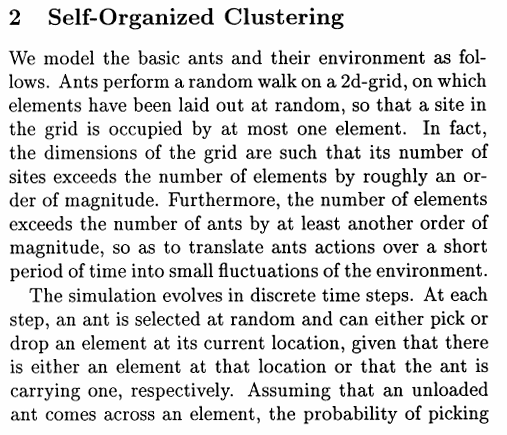 2 Self-Organized Clustering
We model the basic ants and their environment as fol-
lows. Ants perform a random walk on a 2d-grid, on which
elements have been laid out at random, so that a site in
the grid is occupied by at most one element. In fact,
the dimensions of the grid are such that its number of
sites exceeds the number of elements by roughly an or-
der of magnitude. Furthermore, the number of elements
exceeds the number of ants by at least another order of
magnitude, so as to translate ants actions over a short
period of time into small fluctuations of the environment.
The simulation evolves in discrete time steps. At each
step, an ant is selected at random and can either pick or
drop an element at its current location, given that there
is either an element at that location or that the ant is
carrying one, respectively. Assuming that an unloaded
ant comes across an element, the probability of picking